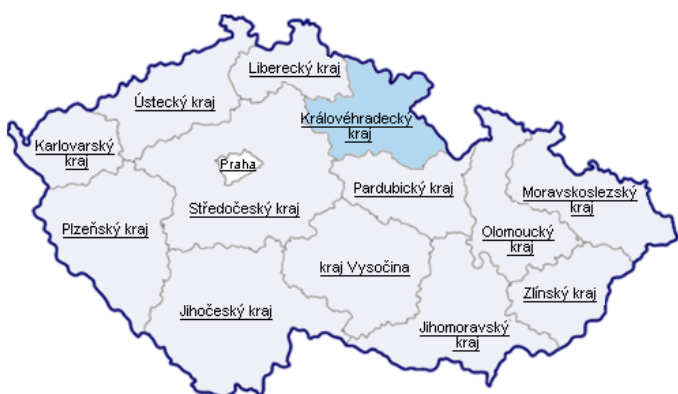 Liberecký kraj
Ústecký kraj
Královéhradecký
kraj
Karlovarský
kraj
Praha
Pardubický kraj
Moravskoslezský
kraj
Středočeský kraj
Plzeňský kraj
Olomoucký
kraj
kraj Vysočina
Zlínský kraj
Jihočeský kraj
Jihomoravský
kraj